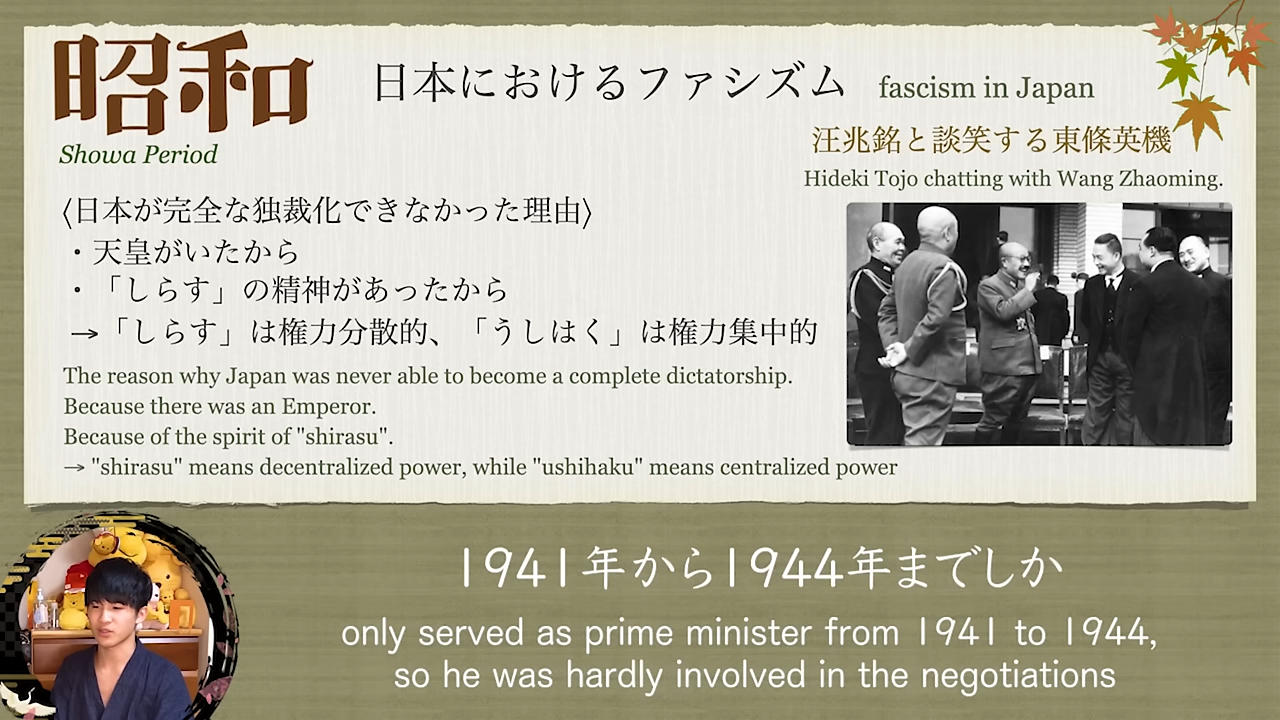 昭和
Showa Period
日本におけるファシズム fascism in Japan
汪兆銘と談笑する東條英機
Hideki Tojo chatting with Wang Zhaoming.
〈日本が完全な独裁化できなかった理由〉
・天皇がいたから
・「しらす」の精神があったから
→「しらす」は権力分散的、「うしはく」は権力集中的
The reason why Japan was never able to become a complete dictatorship.
Because there was an Emperor.
Because of the spirit of "shirasu".
→ "shirasu" means decentralized power, while "ushihaku" means centralized power
1941年から1944年までしか
only served as prime minister from 1941 to 1944,
so he was hardly involved in the negotiations